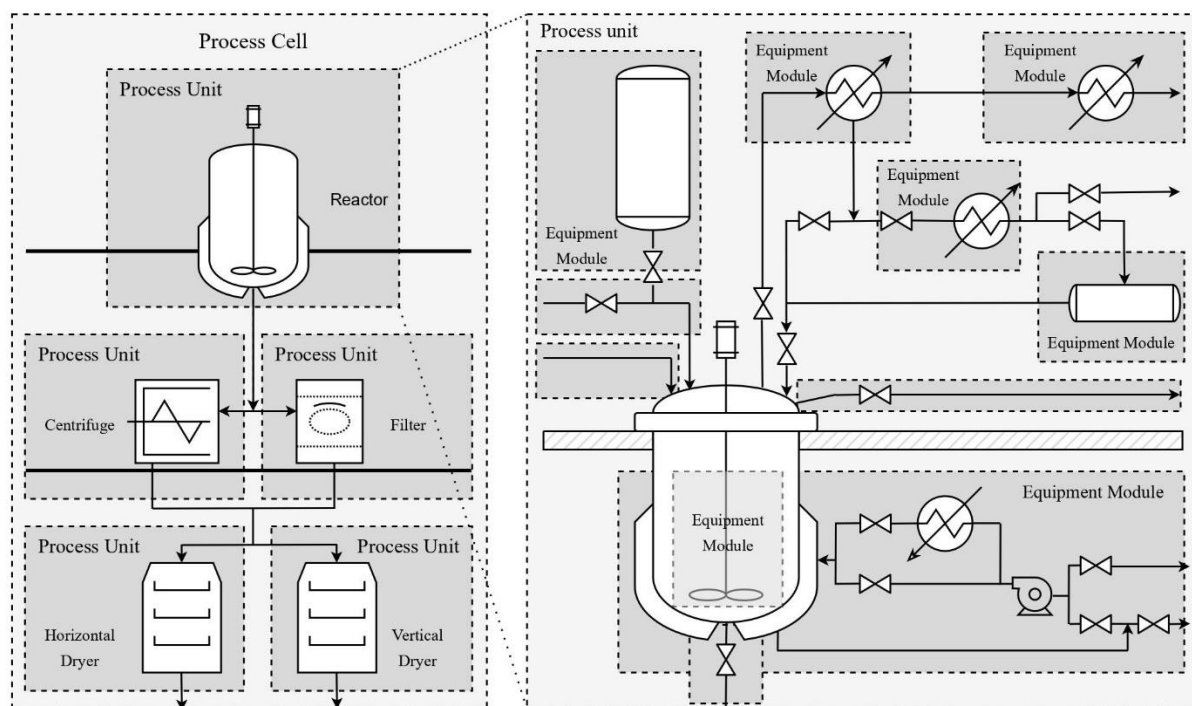 Process Cell
Process Unit
Reactor
Process Unit
Centrifuge
Process Unit
Filter
Process Unit
Horizontal
Dryer
Process Unit
Vertical
Dryer
Process unit
Equipment
Module
Equipment
Module
Equipment
Module
Equipment
Module
Equipment Module
Equipment
Module
Equipment Module